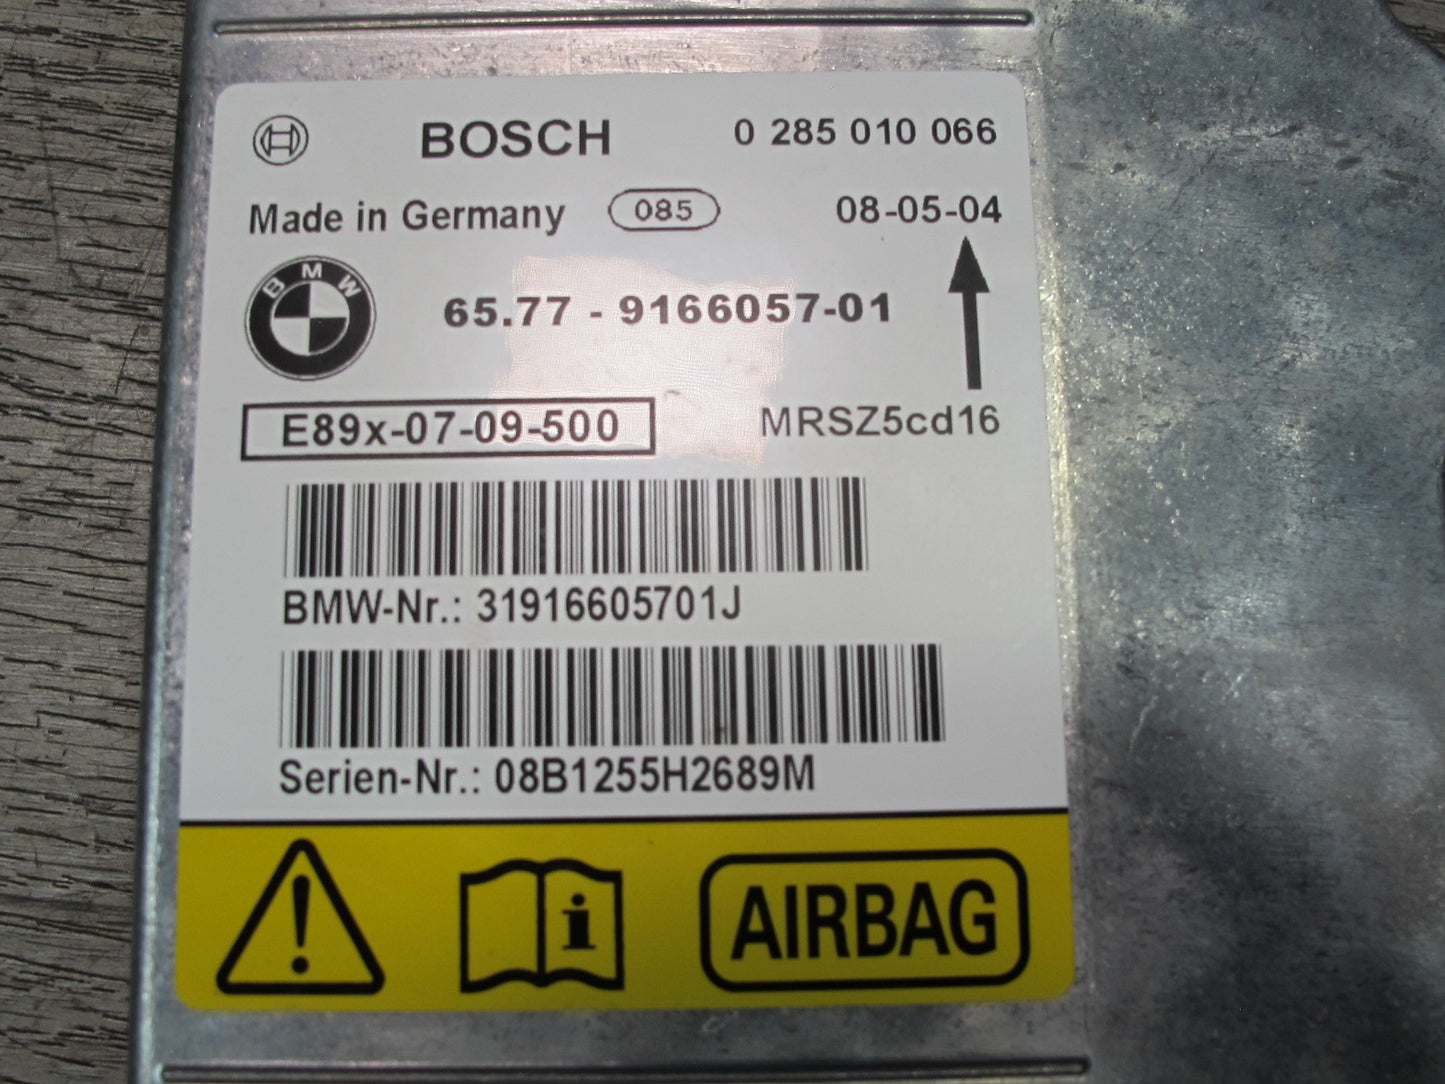 BOSCH 0 285 010 066
Made in Germany 085 08-05-04
BMW 65.77 - 9166057-01
E89x-07-09-500 MRSZ5cd16
BMW-Nr.: 31916605701J
Serien-Nr.: 08B1255H2689M
! i AIRBAG